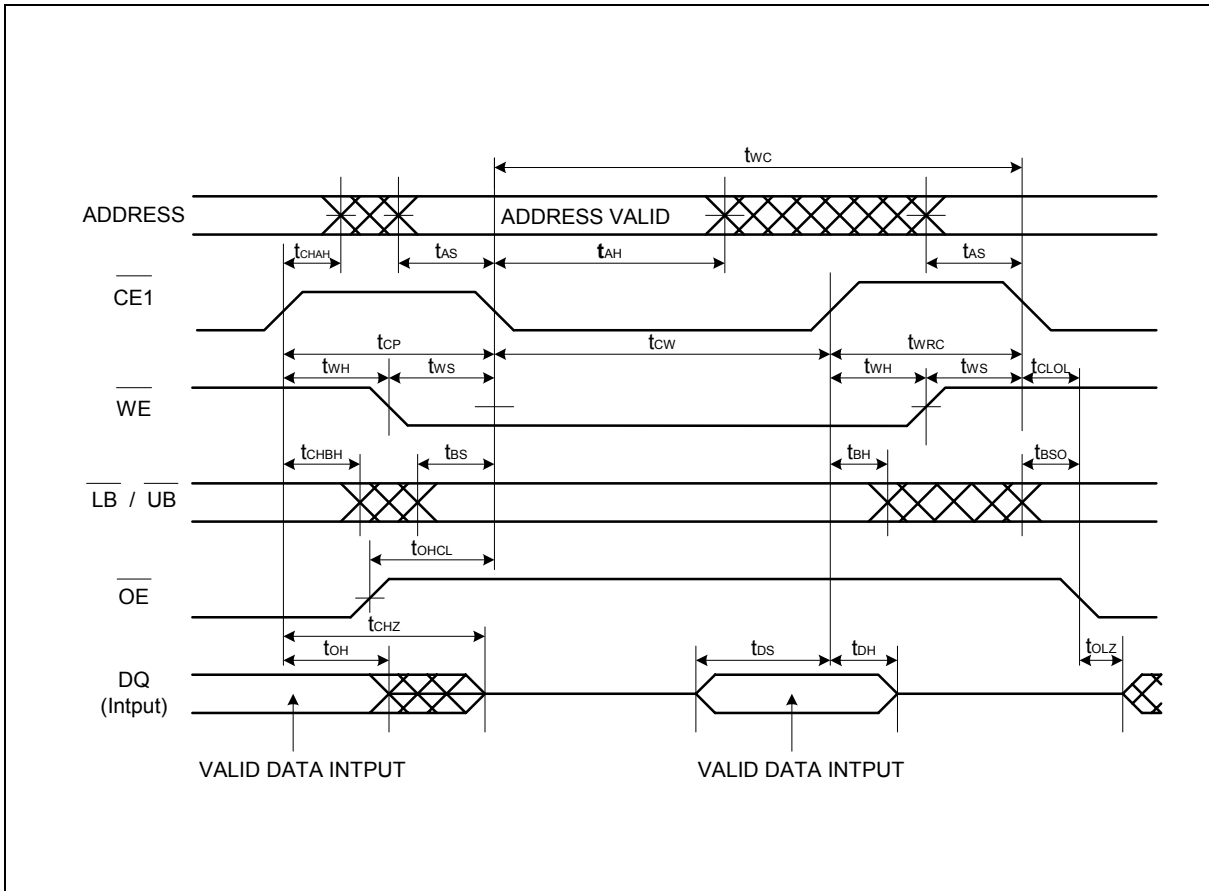 tWC
ADDRESS
ADDRESS VALID
tCHAH
tAS
tAH
tAS
CE1
tCP
tCW
tWRC
tWH
tWS
tWH
tWS
tCLOL
WE
tCHBH
tBS
tBH
tBSO
LB / UB
tOHCL
OE
tCHZ
tOH
tDS
tDH
tOLZ
DQ
(Intput)
VALID DATA INTPUT
VALID DATA INTPUT